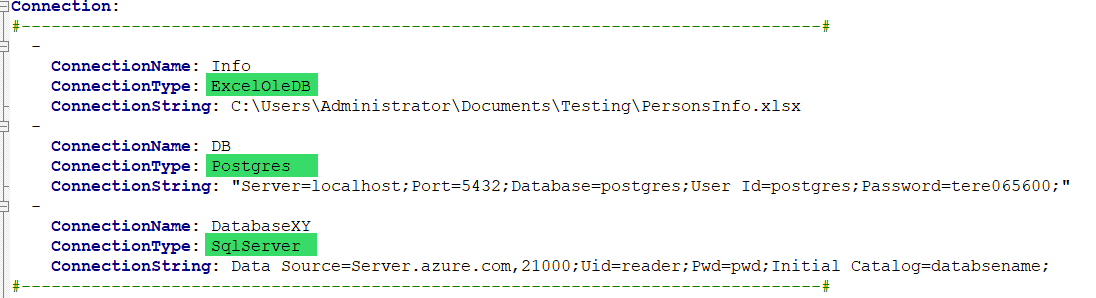 Connection:
#--------------------------------------------------------------------------------#
-
ConnectionName: Info
ConnectionType: ExcelOleDB
ConnectionString: C:\Users\Administrator\Documents\Testing\PersonsInfo.xlsx
-
ConnectionName: DB
ConnectionType: Postgres
ConnectionString: "Server=localhost;Port=5432;Database=postgres;User Id=postgres;Password=tere065600;"
-
ConnectionName: DatabaseXY
ConnectionType: SqlServer
ConnectionString: Data Source=Server.azure.com,21000;Uid=reader;Pwd=pwd;Initial Catalog=databsename;
#--------------------------------------------------------------------------------#